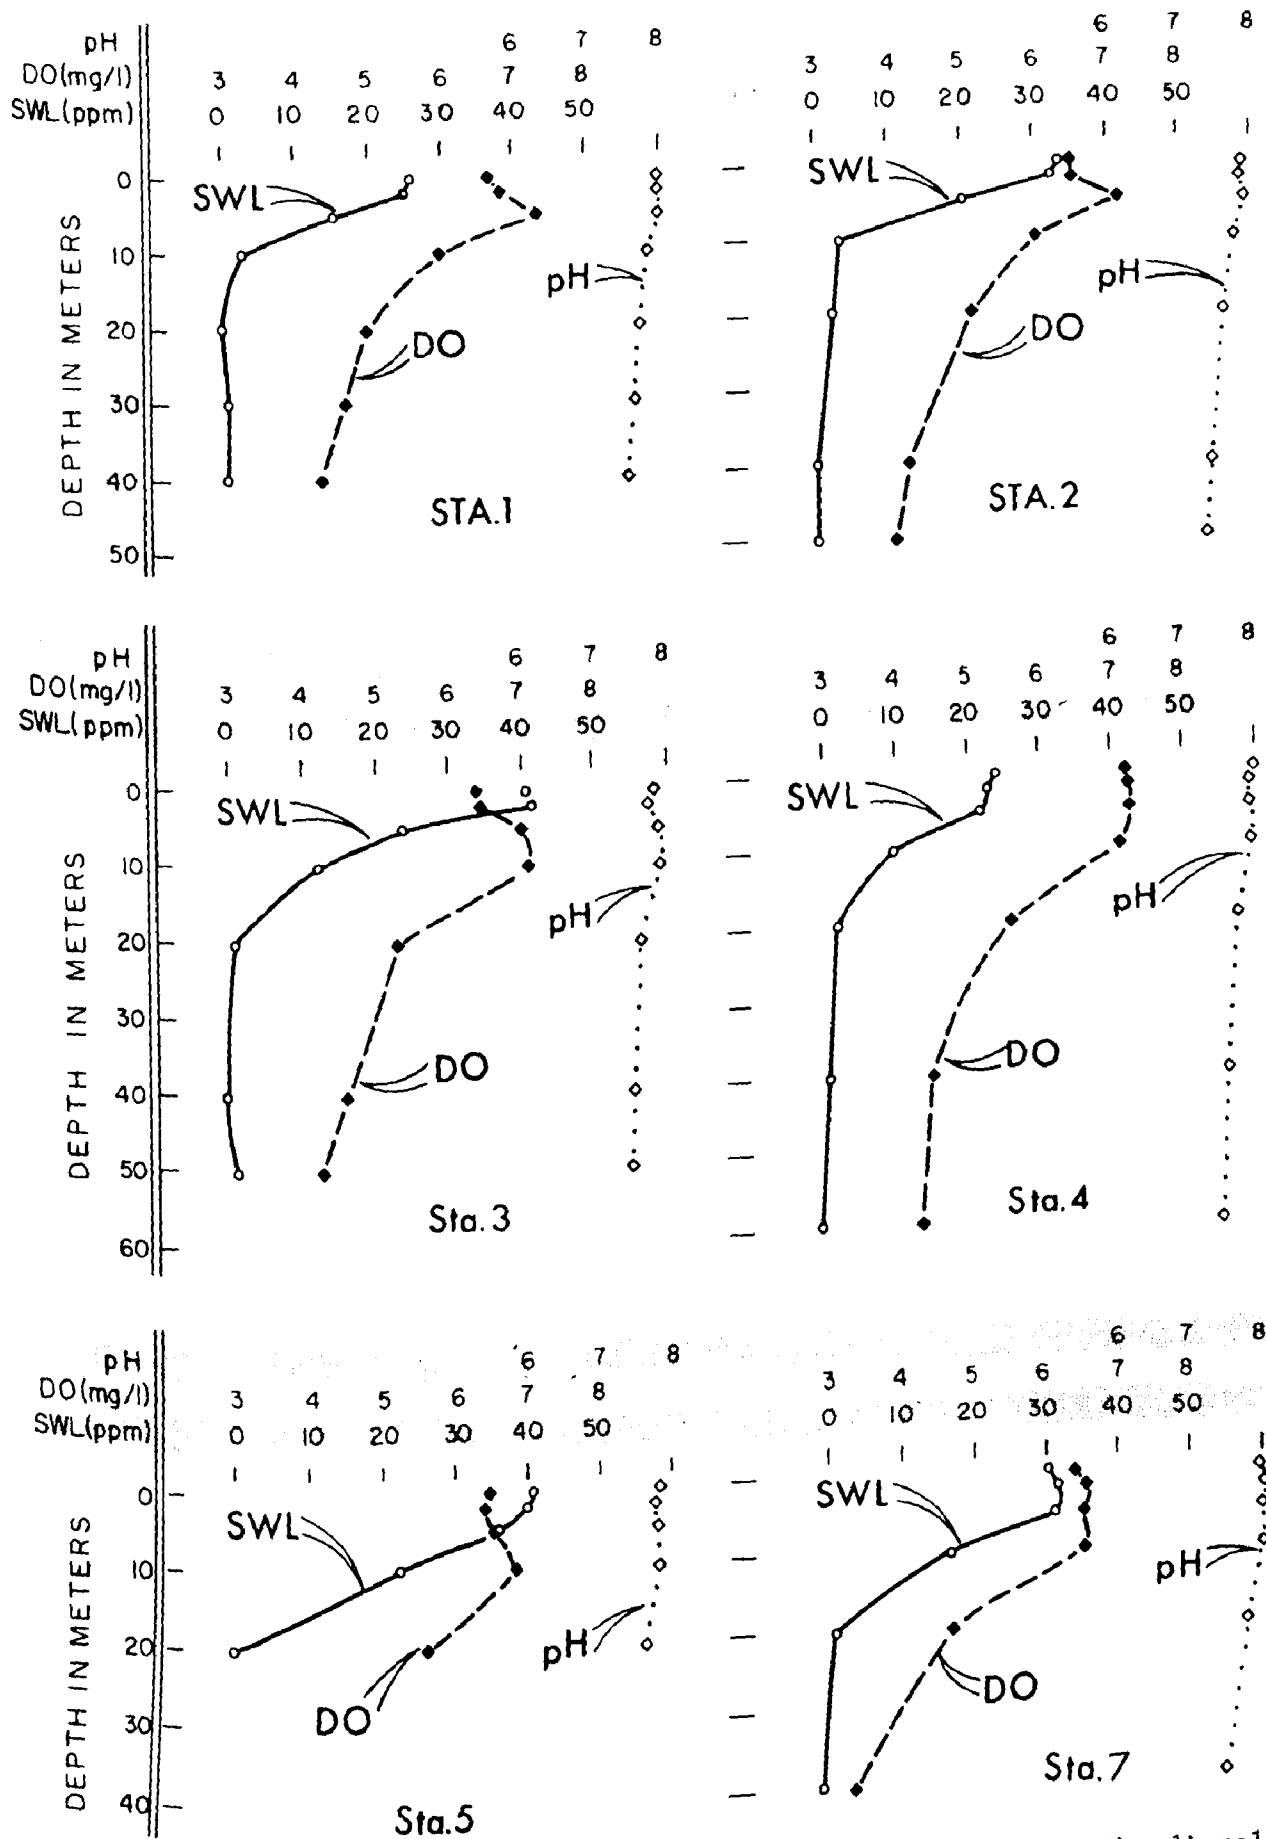 pH 6 7 8
DO(mg/l) 3 4 5 6 7 8
SWL(ppm) 0 10 20 30 40 50
6 7 8
3 4 5 6 7 8
0 10 20 30 40 50
DEPTH IN METERS
0
10
20
30
40
50
SWL
pH
DO
STA.1
SWL
pH
DO
STA.2
pH 6 7 8
DO(mg/l) 3 4 5 6 7 8
SWL(ppm) 0 10 20 30 40 50
6 7 8
3 4 5 6 7 8
0 10 20 30 40 50
DEPTH IN METERS
0
10
20
30
40
50
60
SWL
pH
DO
Sta.3
SWL
pH
DO
Sta.4
pH 6 7 8
DO(mg/l) 3 4 5 6 7 8
SWL(ppm) 0 10 20 30 40 50
6 7 8
3 4 5 6 7 8
0 10 20 30 40 50
DEPTH IN METERS
0
10
20
30
40
SWL
pH
DO
Sta.5
SWL
pH
DO
Sta.7